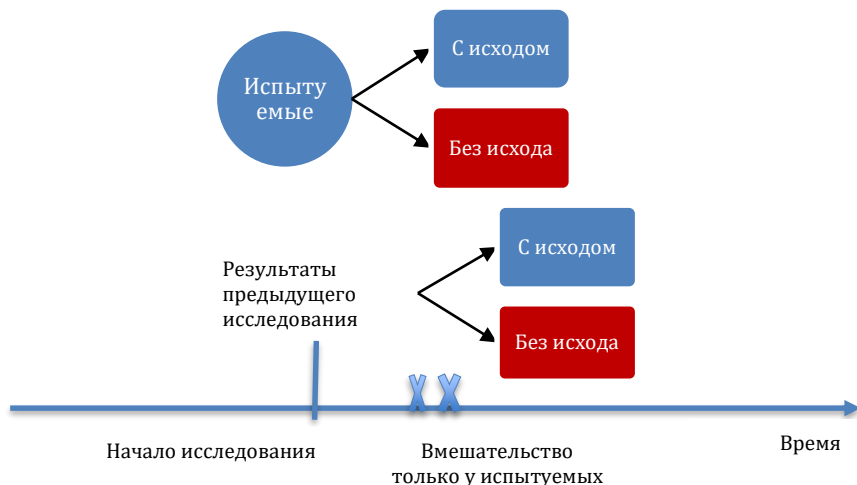 С исходом
Испыту
емые
Без исхода
С исходом
Результаты
предыдущего
исследования
Без исхода
Начало исследования
Вмешательство
только у испытуемых
Время